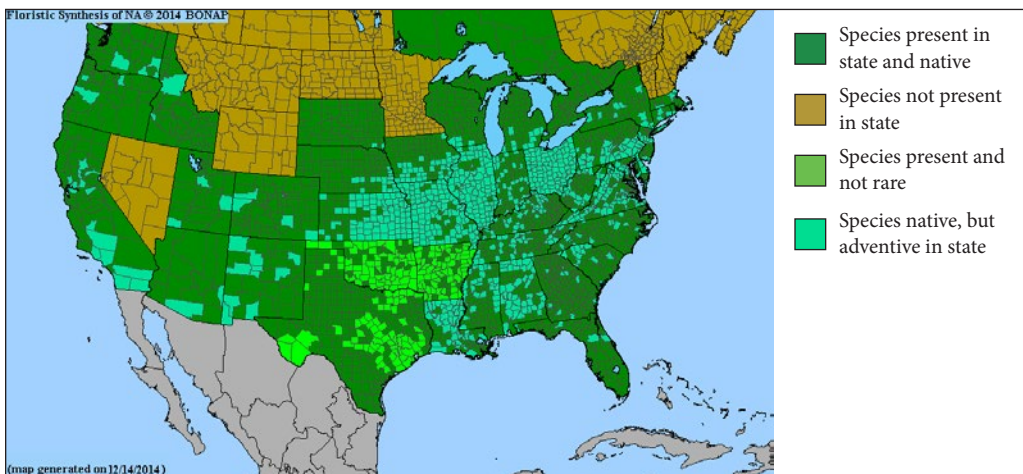 Floristic Synthesis of NA © 2014 BONAP
Species present in
state and native
Species not present
in state
Species present and
not rare
Species native, but
adventive in state
(map generated on 12/14/2014)